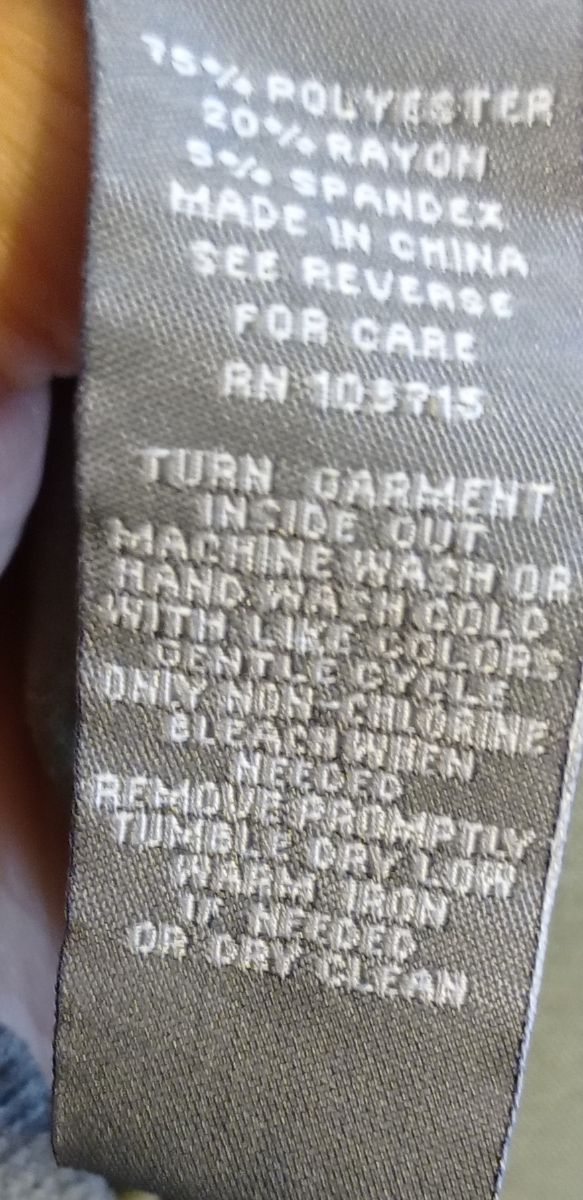 75% POLYESTER
20% RAYON
5% SPANDEX
MADE IN CHINA
SEE REVERSE
FOR CARE
RN 103715
TURN GARMENT
INSIDE OUT
MACHINE WASH OR
HAND WASH COLD
WITH LIKE COLORS
GENTLE CYCLE
ONLY NON-CHLORINE
BLEACH WHEN
NEEDED
REMOVE PROMPTLY
TUMBLE DRY LOW
WARM IRON
IF NEEDED
OR DRY CLEAN